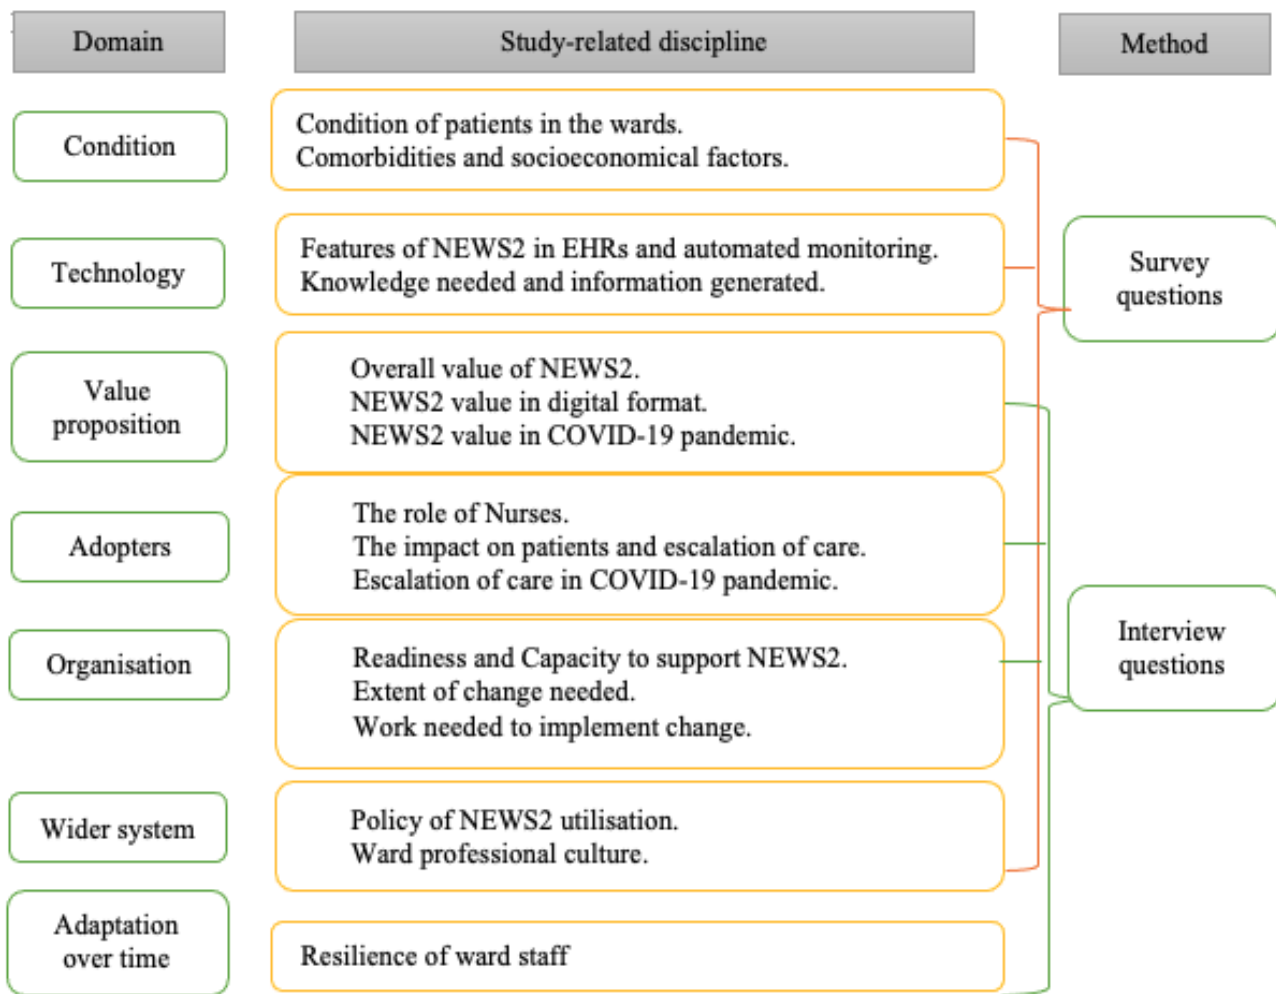 Domain
Study-related discipline
Method
Condition
Condition of patients in the wards.
Comorbidities and socioeconomical factors.
Technology
Features of NEWS2 in EHRs and automated monitoring.
Knowledge needed and information generated.
Survey
questions
Value
proposition
Overall value of NEWS2.
NEWS2 value in digital format.
NEWS2 value in COVID-19 pandemic.
Adopters
The role of Nurses.
The impact on patients and escalation of care.
Escalation of care in COVID-19 pandemic.
Organisation
Readiness and Capacity to support NEWS2.
Extent of change needed.
Work needed to implement change.
Interview
questions
Wider system
Policy of NEWS2 utilisation.
Ward professional culture.
Adaptation
over time
Resilience of ward staff